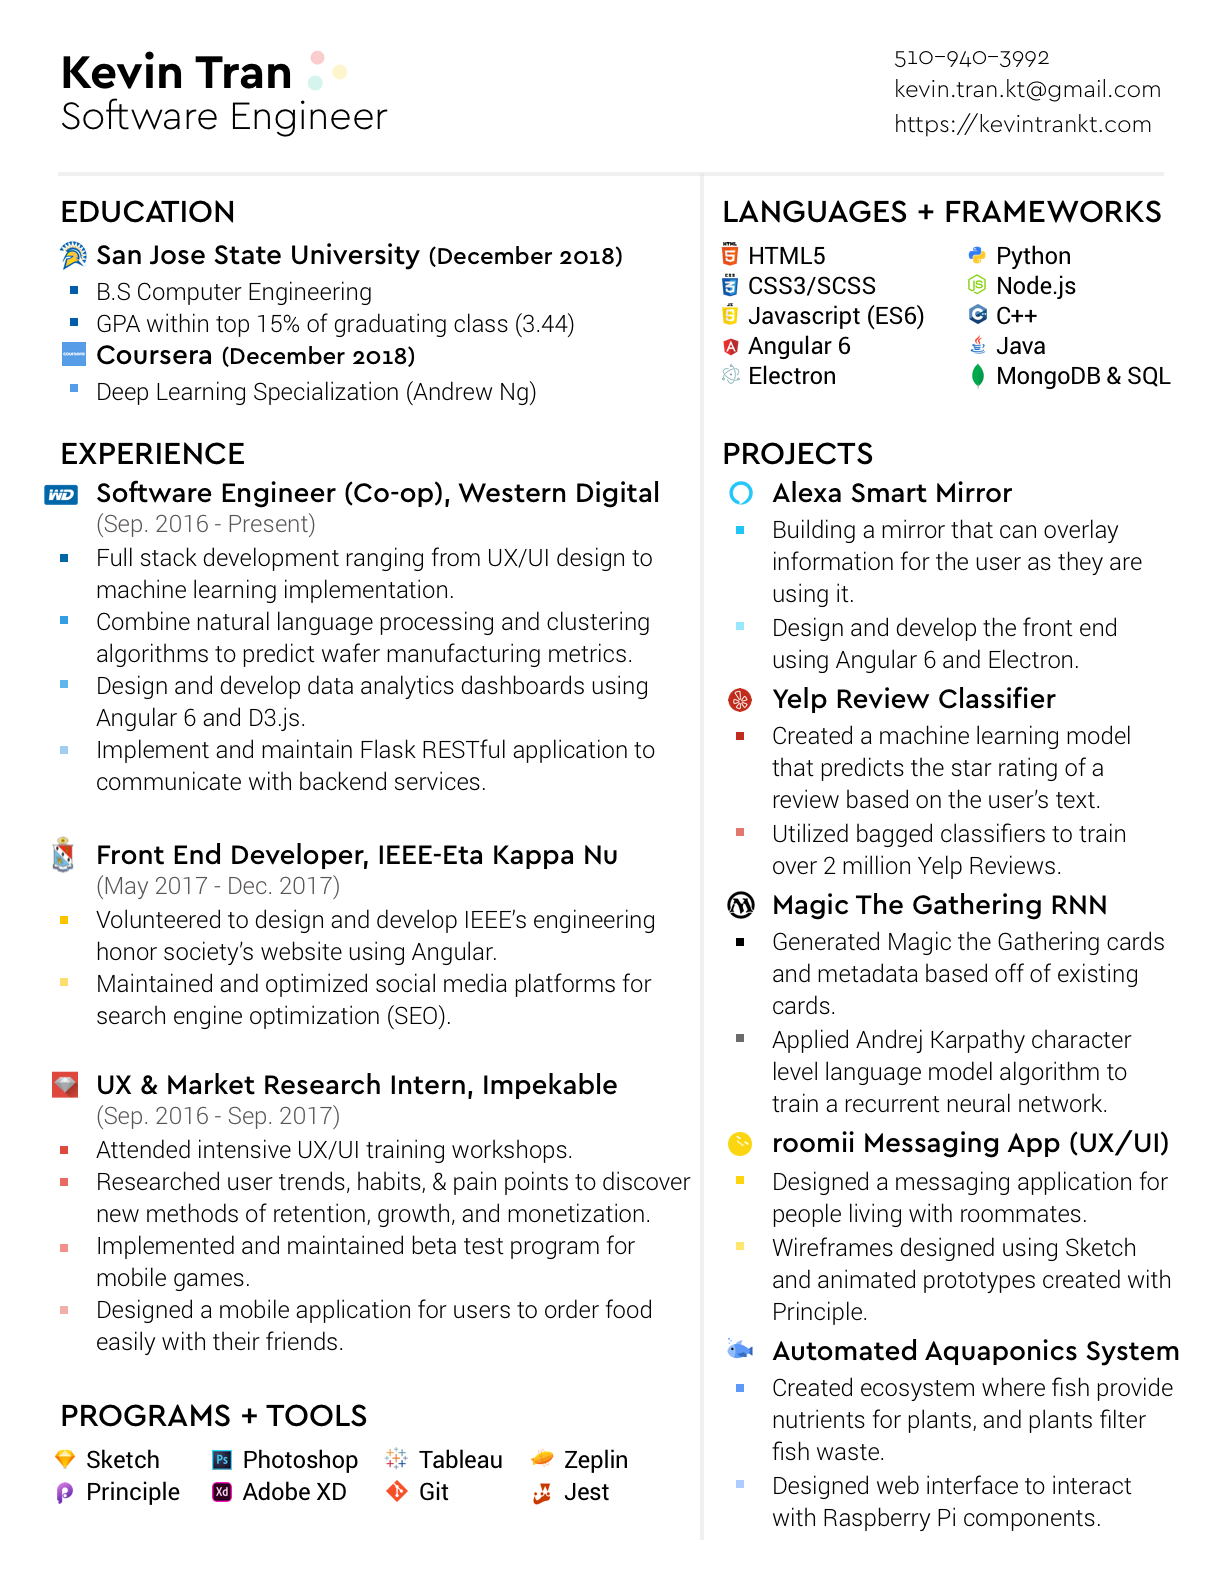 Kevin Tran
Software Engineer
510-940-3992
kevin.tran.kt@gmail.com
https://kevintrankt.com
EDUCATION
San Jose State University (December 2018)
B.S Computer Engineering
GPA within top 15% of graduating class (3.44)
coursera
Coursera (December 2018)
Deep Learning Specialization (Andrew Ng)
EXPERIENCE
WD
Software Engineer (Co-op), Western Digital
(Sep. 2016 - Present)
Full stack development ranging from UX/UI design to
machine learning implementation.
Combine natural language processing and clustering
algorithms to predict wafer manufacturing metrics.
Design and develop data analytics dashboards using
Angular 6 and D3.js.
Implement and maintain Flask RESTful application to
communicate with backend services.
Front End Developer, IEEE-Eta Kappa Nu
(May 2017 - Dec. 2017)
Volunteered to design and develop IEEE's engineering
honor society's website using Angular.
Maintained and optimized social media platforms for
search engine optimization (SEO).
UX & Market Research Intern, Impekable
(Sep. 2016 - Sep. 2017)
Attended intensive UX/UI training workshops.
Researched user trends, habits, & pain points to discover
new methods of retention, growth, and monetization.
Implemented and maintained beta test program for
mobile games.
Designed a mobile application for users to order food
easily with their friends.
PROGRAMS + TOOLS
Sketch
Ps Photoshop
Tableau
Zeplin
Principle
Xd Adobe XD
Git
Jest
LANGUAGES + FRAMEWORKS
HTML HTML5
Python
CSS CSS3/SCSS
Node.js
JS Javascript (ES6)
C++
Angular 6
Java
Electron
MongoDB & SQL
PROJECTS
Alexa Smart Mirror
Building a mirror that can overlay
information for the user as they are
using it.
Design and develop the front end
using Angular 6 and Electron.
Yelp Review Classifier
Created a machine learning model
that predicts the star rating of a
review based on the user's text.
Utilized bagged classifiers to train
over 2 million Yelp Reviews.
Magic The Gathering RNN
Generated Magic the Gathering cards
and metadata based off of existing
cards.
Applied Andrej Karpathy character
level language model algorithm to
train a recurrent neural network.
roomii Messaging App (UX/UI)
Designed a messaging application for
people living with roommates.
Wireframes designed using Sketch
and animated prototypes created with
Principle.
Automated Aquaponics System
Created ecosystem where fish provide
nutrients for plants, and plants filter
fish waste.
Designed web interface to interact
with Raspberry Pi components.